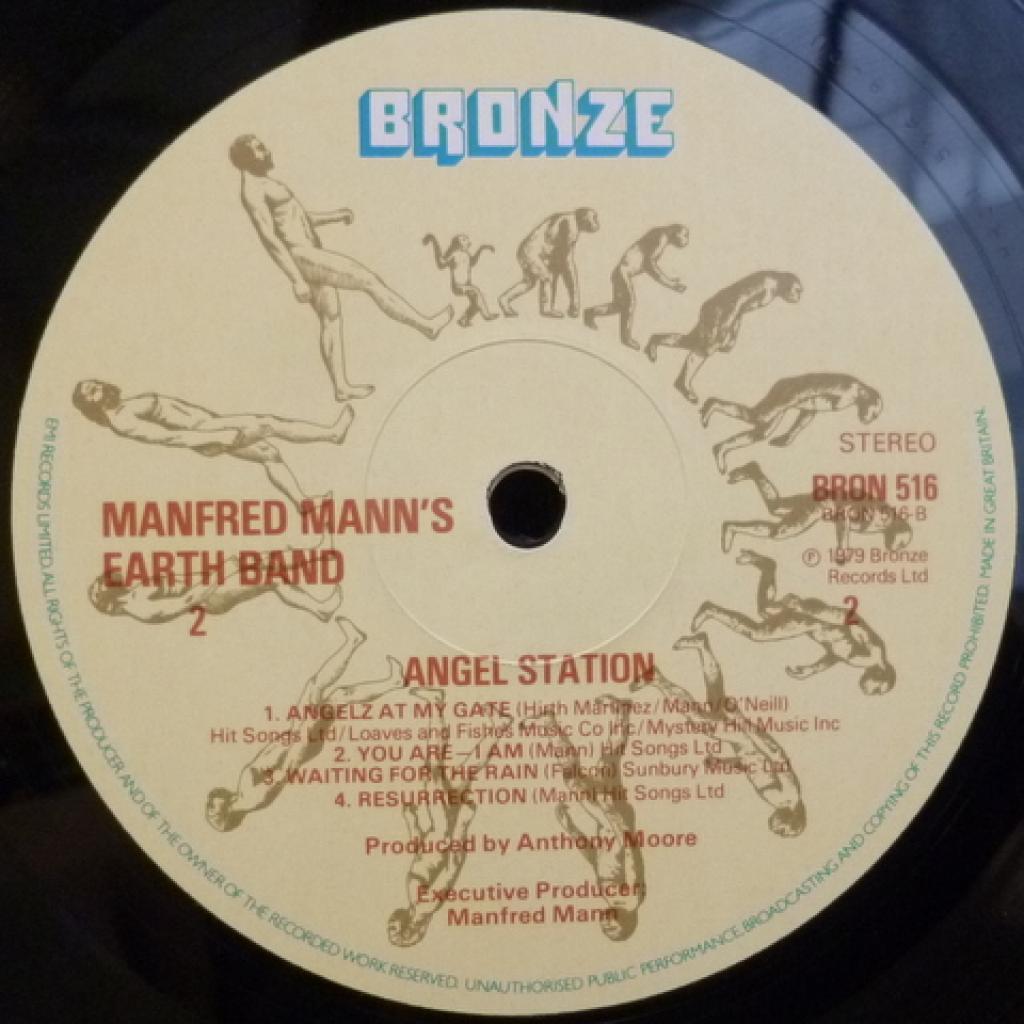 BRONZE
STEREO
BRON 516
BRON 516-B
℗ 1979 Bronze
Records Ltd
2
MANFRED MANN'S
EARTH BAND
2
ANGEL STATION
1. ANGELZ AT MY GATE (Hirth Martinez/Mann/O'Neill)
Hit Songs Ltd/Loaves and Fishes Music Co Inc/Mystery Hill Music Inc
2. YOU ARE—I AM (Mann) Hit Songs Ltd
3. WAITING FOR THE RAIN (Falcon) Sunbury Music Ltd
4. RESURRECTION (Mann) Hit Songs Ltd
Produced by Anthony Moore
Executive Producer:
Manfred Mann
EMI RECORDS LIMITED. ALL RIGHTS OF THE PRODUCER AND OF THE OWNER OF THE RECORDED WORK RESERVED. UNAUTHORISED PUBLIC PERFORMANCE, BROADCASTING AND COPYING OF THIS RECORD PROHIBITED. MADE IN GREAT BRITAIN.